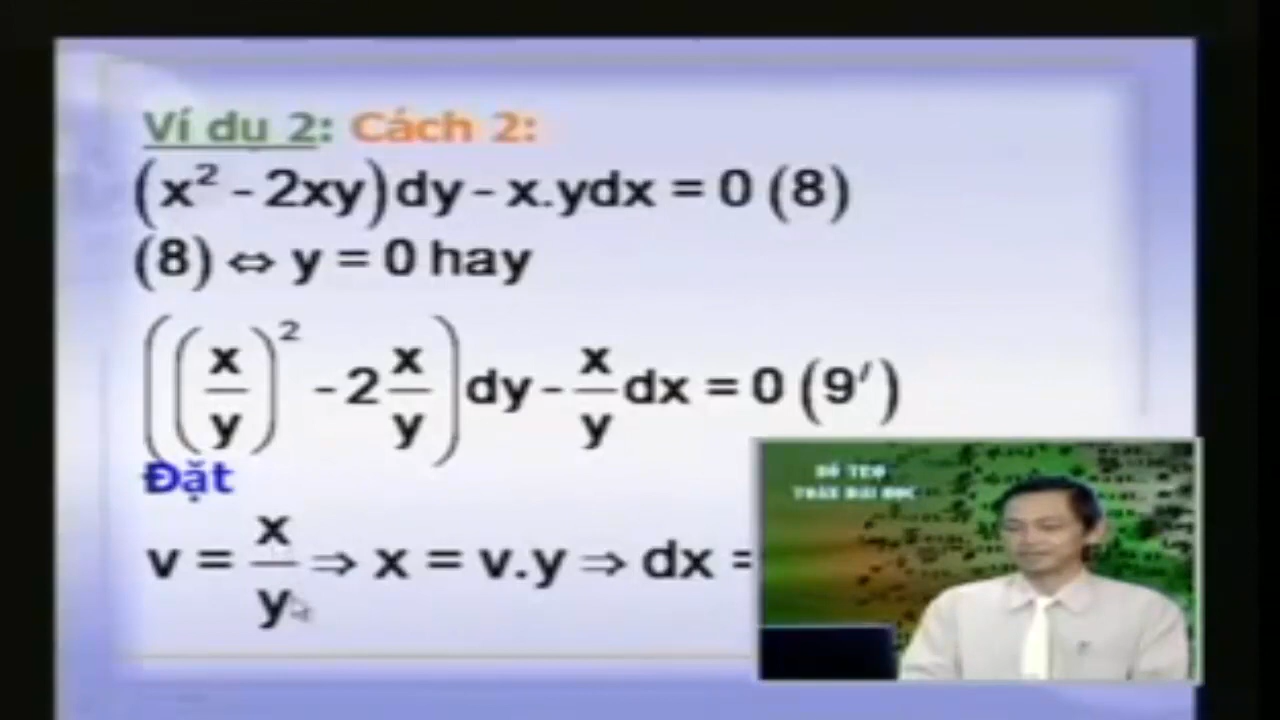 Ví dụ 2: Cách 2:
(x² - 2xy)dy - x.ydx = 0 (8)
(8) ⇔ y = 0 hay
((x/y)² - 2 x/y)dy - x/y dx = 0 (9′)
Đặt
v = x/y ⇒ x = v.y ⇒ dx =